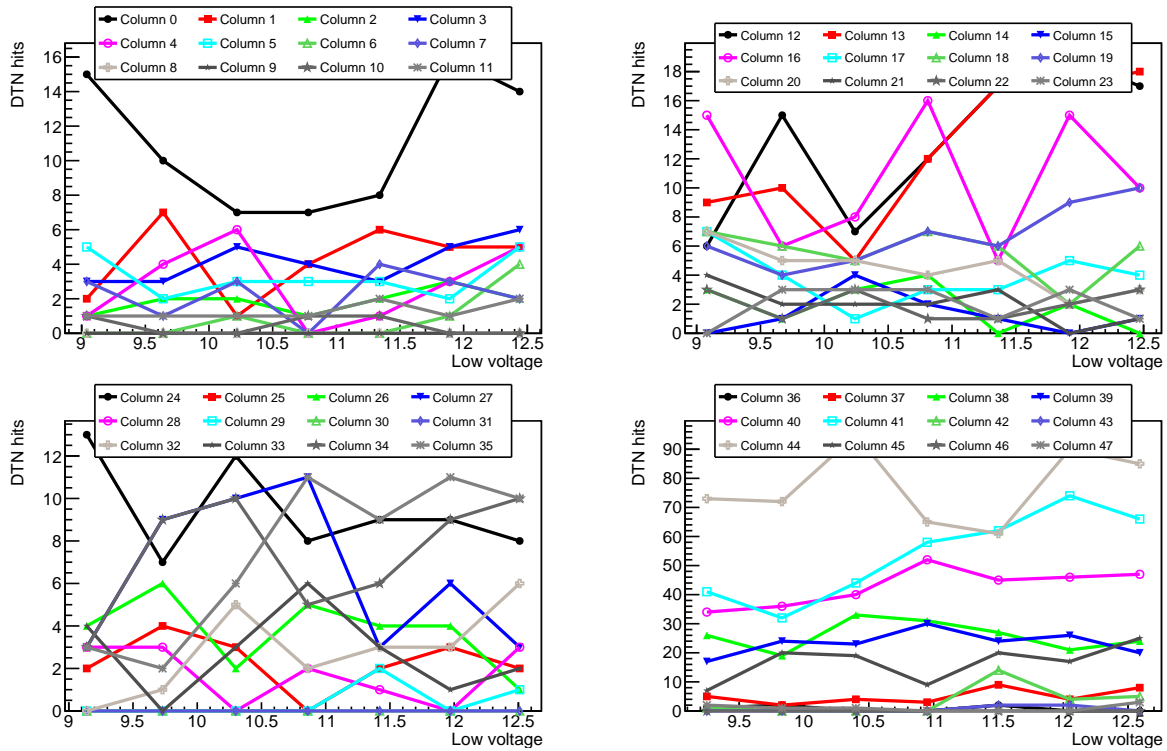 Column 0 Column 1 Column 2 Column 3
Column 4 Column 5 Column 6 Column 7
Column 8 Column 9 Column 10 Column 11
DTN hits
16
14
12
10
8
6
4
2
0
9 9.5 10 10.5 11 11.5 12 12.5
Low voltage
Column 12 Column 13 Column 14 Column 15
Column 16 Column 17 Column 18 Column 19
Column 20 Column 21 Column 22 Column 23
DTN hits
18
16
14
12
10
8
6
4
2
0
9 9.5 10 10.5 11 11.5 12 12.5
Low voltage
Column 24 Column 25 Column 26 Column 27
Column 28 Column 29 Column 30 Column 31
Column 32 Column 33 Column 34 Column 35
DTN hits
12
10
8
6
4
2
0
9 9.5 10 10.5 11 11.5 12 12.5
Low voltage
Column 36 Column 37 Column 38 Column 39
Column 40 Column 41 Column 42 Column 43
Column 44 Column 45 Column 46 Column 47
DTN hits
90
80
70
60
50
40
30
20
10
0
9.5 10 10.5 11 11.5 12 12.5
Low voltage